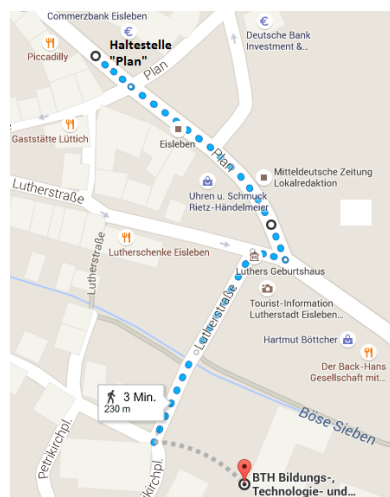 Commerzbank Eisleben
Haltestelle
"Plan"
Piccadilly
Deutsche Bank
Investment &...
Plan
Gaststätte Lüttich
Eisleben
Plan
Mitteldeutsche Zeitung
Lokalredaktion
Lutherstraße
Uhren u. Schmuck
Rietz-Händelmeier
Lutherschenke Eisleben
Lutherstraße
Luthers Geburtshaus
Tourist-Information
Lutherstadt Eisleben...
Lutherstraße
Hartmut Böttcher
Der Back-Hans
Gesellschaft mit...
3 Min.
230 m
Böse Sieben
Petrikirchpl.
BTH Bildungs-,
Technologie- und...